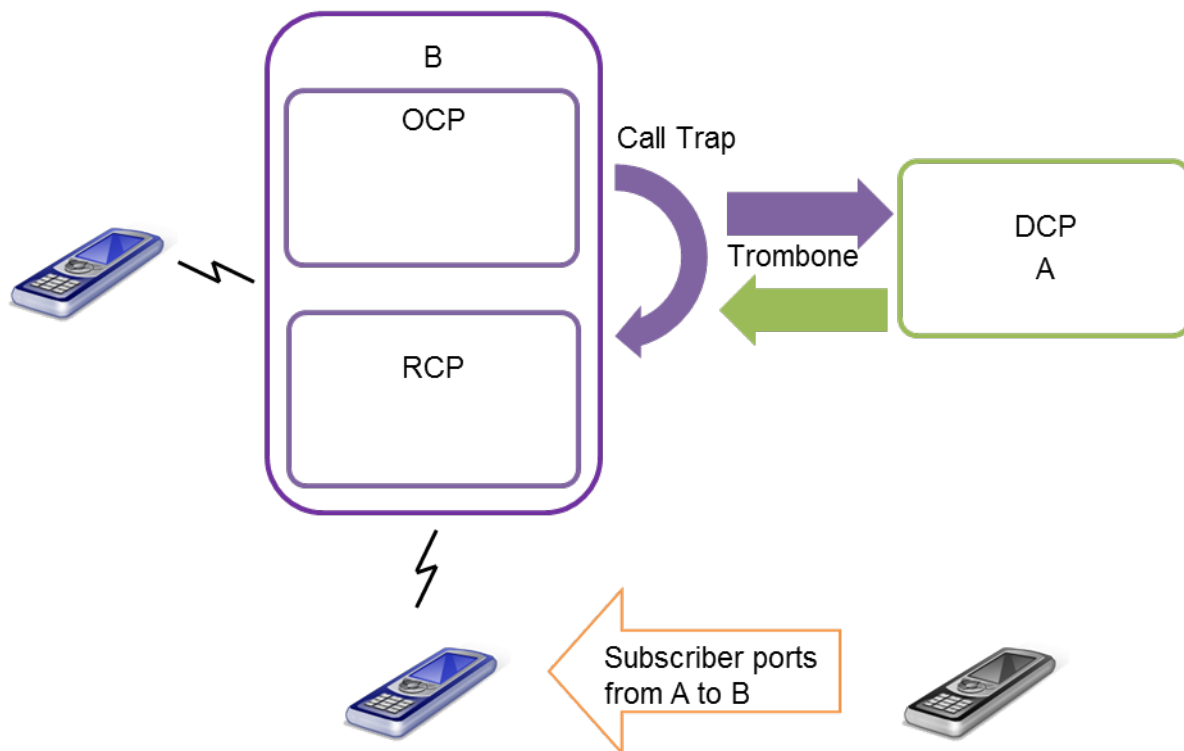 B
OCP
Call Trap
Trombone
DCP
A
RCP
Subscriber ports
from A to B